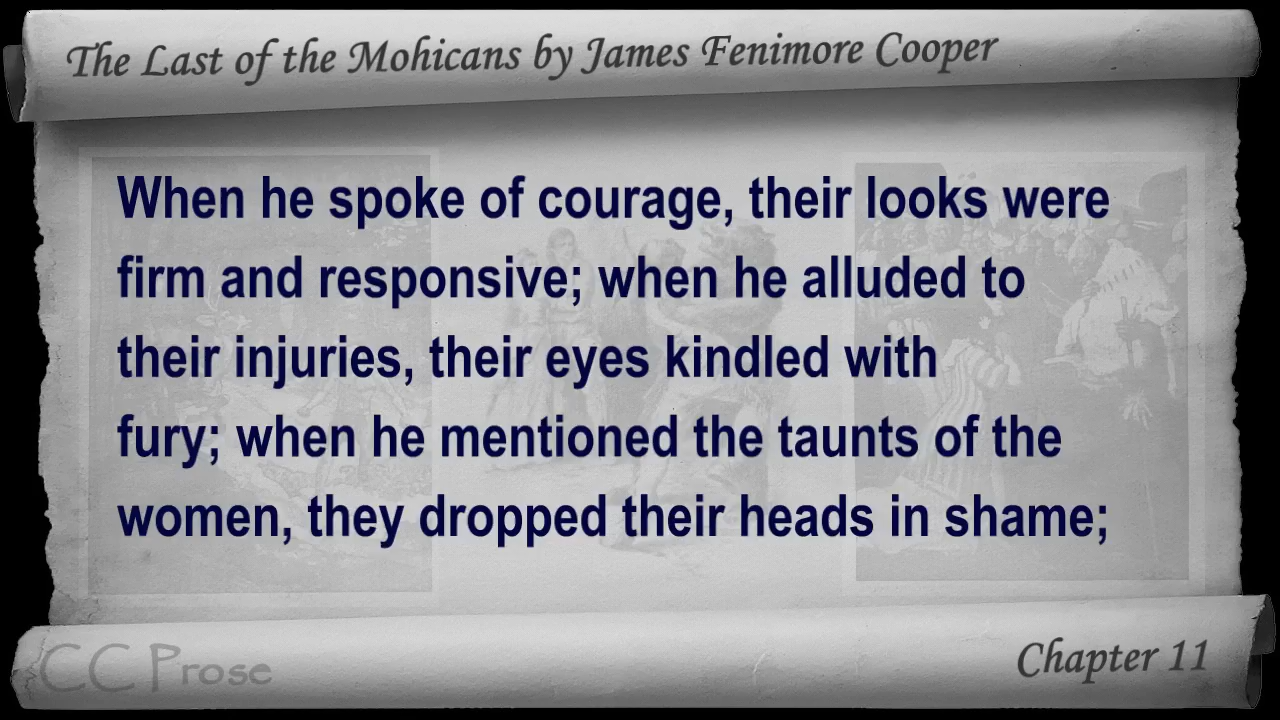 The Last of the Mohicans by James Fenimore Cooper
When he spoke of courage, their looks were
firm and responsive; when he alluded to
their injuries, their eyes kindled with
fury; when he mentioned the taunts of the
women, they dropped their heads in shame;
CC Prose
Chapter 11